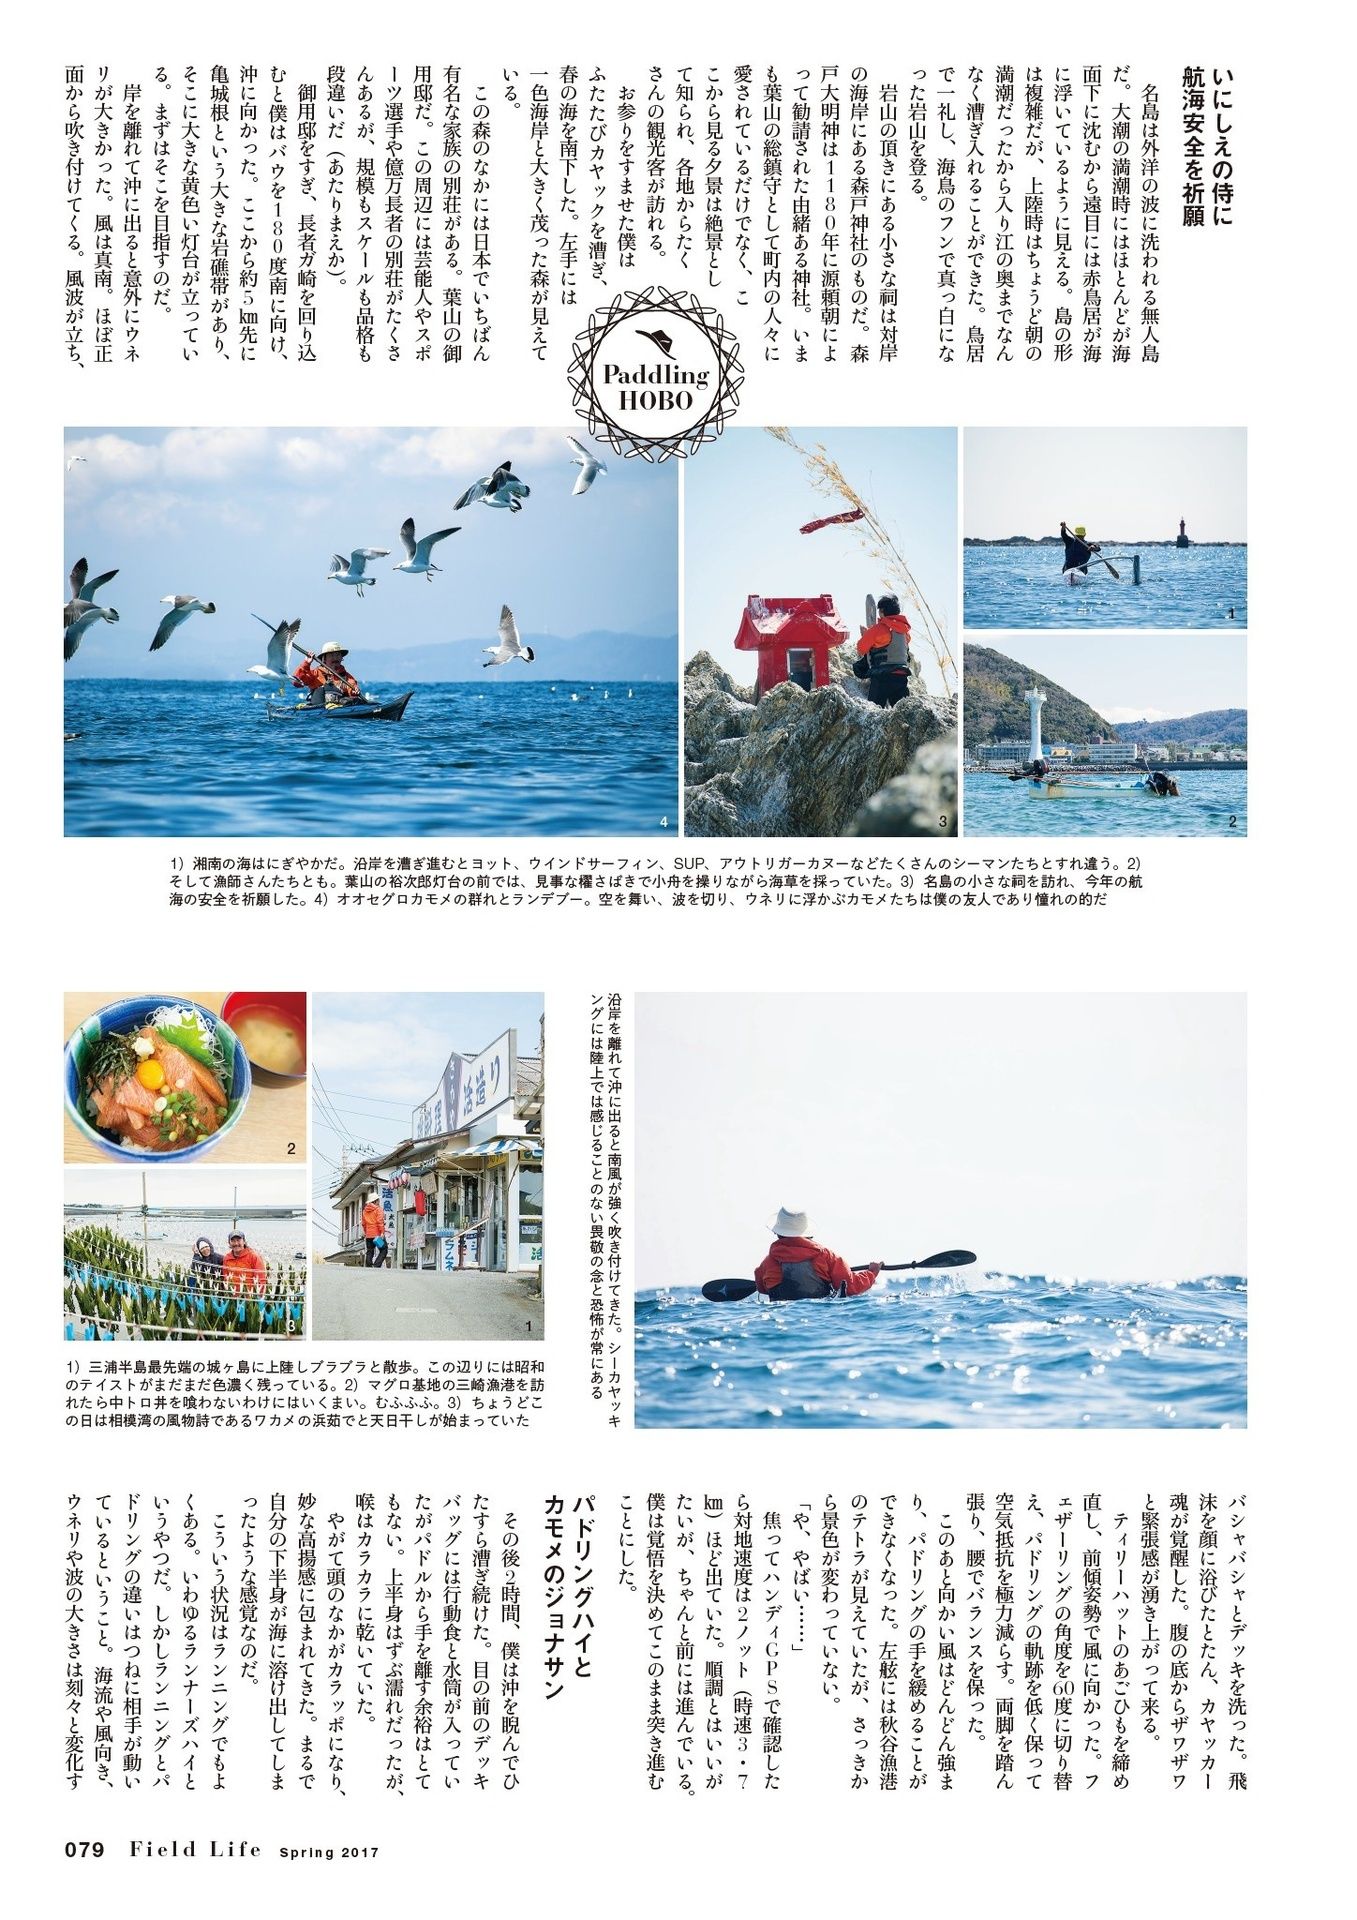 いにしえの侍に
航海安全を祈願
名島は外洋の波に洗われる無人島
だ。大潮の満潮時にはほとんどが海
面下に沈むから遠目には赤鳥居が海
に浮いているように見える。島の形
は複雑だが、上陸時はちょうど朝の
満潮だったから入り江の奥までなん
なく漕ぎ入れることができた。鳥居
で一礼し、海鳥のフンで真っ白にな
った岩山を登る。
岩山の頂きにある小さな祠は対岸
の海岸にある森戸神社のものだ。森
戸大明神は1180年に源頼朝によ
って勧請された由緒ある神社。いま
も葉山の総鎮守として町内の人々に
愛されているだけでなく、こ
こから見る夕景は絶景とし
て知られ、各地からたく
さんの観光客が訪れる。
お参りをすませた僕は
ふたたびカヤックを漕ぎ、
春の海を南下した。左手には
一色海岸と大きく茂った森が見えて
いる。
この森のなかには日本でいちばん
有名な家族の別荘がある。葉山の御
用邸だ。この周辺には芸能人やスポ
ーツ選手や億万長者の別荘がたくさ
んあるが、規模もスケールも品格も
段違いだ（あたりまえか）。
御用邸をすぎ、長者ガ崎を回り込
むと僕はバウを180度南に向け、
沖に向かった。ここから約5㎞先に
亀城根という大きな岩礁帯があり、
そこに大きな黄色い灯台が立ってい
る。まずはそこを目指すのだ。
岸を離れて沖に出ると意外にウネ
リが大きかった。風は真南。ほぼ正
面から吹き付けてくる。風波が立ち、
Paddling
HOBO
4
3
1
2
1）湘南の海はにぎやかだ。沿岸を漕ぎ進むとヨット、ウインドサーフィン、SUP、アウトリガーカヌーなどたくさんのシーマンたちとすれ違う。2）
そして漁師さんたちとも。葉山の裕次郎灯台の前では、見事な櫂さばきで小舟を操りながら海草を採っていた。3）名島の小さな祠を訪れ、今年の航
海の安全を祈願した。4）オオセグロカモメの群れとランデブー。空を舞い、波を切り、ウネリに浮かぶカモメたちは僕の友人であり憧れの的だ
沿岸を離れて沖に出ると南風が強く吹き付けてきた。シーカヤッキ
ングには陸上では感じることのない畏敬の念と恐怖が常にある
活造り
活魚
ラムネ
2
3
1
1）三浦半島最先端の城ヶ島に上陸しブラブラと散歩。この辺りには昭和
のテイストがまだまだ色濃く残っている。2）マグロ基地の三崎漁港を訪
れたら中トロ丼を喰わないわけにはいくまい。むふふふ。3）ちょうどこ
の日は相模湾の風物詩であるワカメの浜茹でと天日干しが始まっていた
バシャバシャとデッキを洗った。飛
沫を顔に浴びたとたん、カヤッカー
魂が覚醒した。腹の底からザワザワ
と緊張感が湧き上がって来る。
ティリーハットのあごひもを締め
直し、前傾姿勢で風に向かった。フ
ェザーリングの角度を60度に切り替
え、パドリングの軌跡を低く保って
空気抵抗を極力減らす。両脚を踏ん
張り、腰でバランスを保った。
このあと向かい風はどんどん強ま
り、パドリングの手を緩めることが
できなくなった。左舷には秋谷漁港
のテトラが見えていたが、さっきか
ら景色が変わっていない。
「や、やばい……」
焦ってハンディGPSで確認した
ら対地速度は2ノット（時速3・7
㎞）ほど出ていた。順調とはいいが
たいが、ちゃんと前には進んでいる。
僕は覚悟を決めてこのまま突き進む
ことにした。
パドリングハイと
カモメのジョナサン
その後2時間、僕は沖を睨んでひ
たすら漕ぎ続けた。目の前のデッキ
バッグには行動食と水筒が入ってい
たがパドルから手を離す余裕はとて
もない。上半身はずぶ濡れだったが、
喉はカラカラに乾いていた。
やがて頭のなかがカラッポになり、
妙な高揚感に包まれてきた。まるで
自分の下半身が海に溶け出してしま
ったような感覚なのだ。
こういう状況はランニングでもよ
くある。いわゆるランナーズハイと
いうやつだ。しかしランニングとパ
ドリングの違いはつねに相手が動い
ているということ。海流や風向き、
ウネリや波の大きさは刻々と変化す
079 Field Life Spring 2017